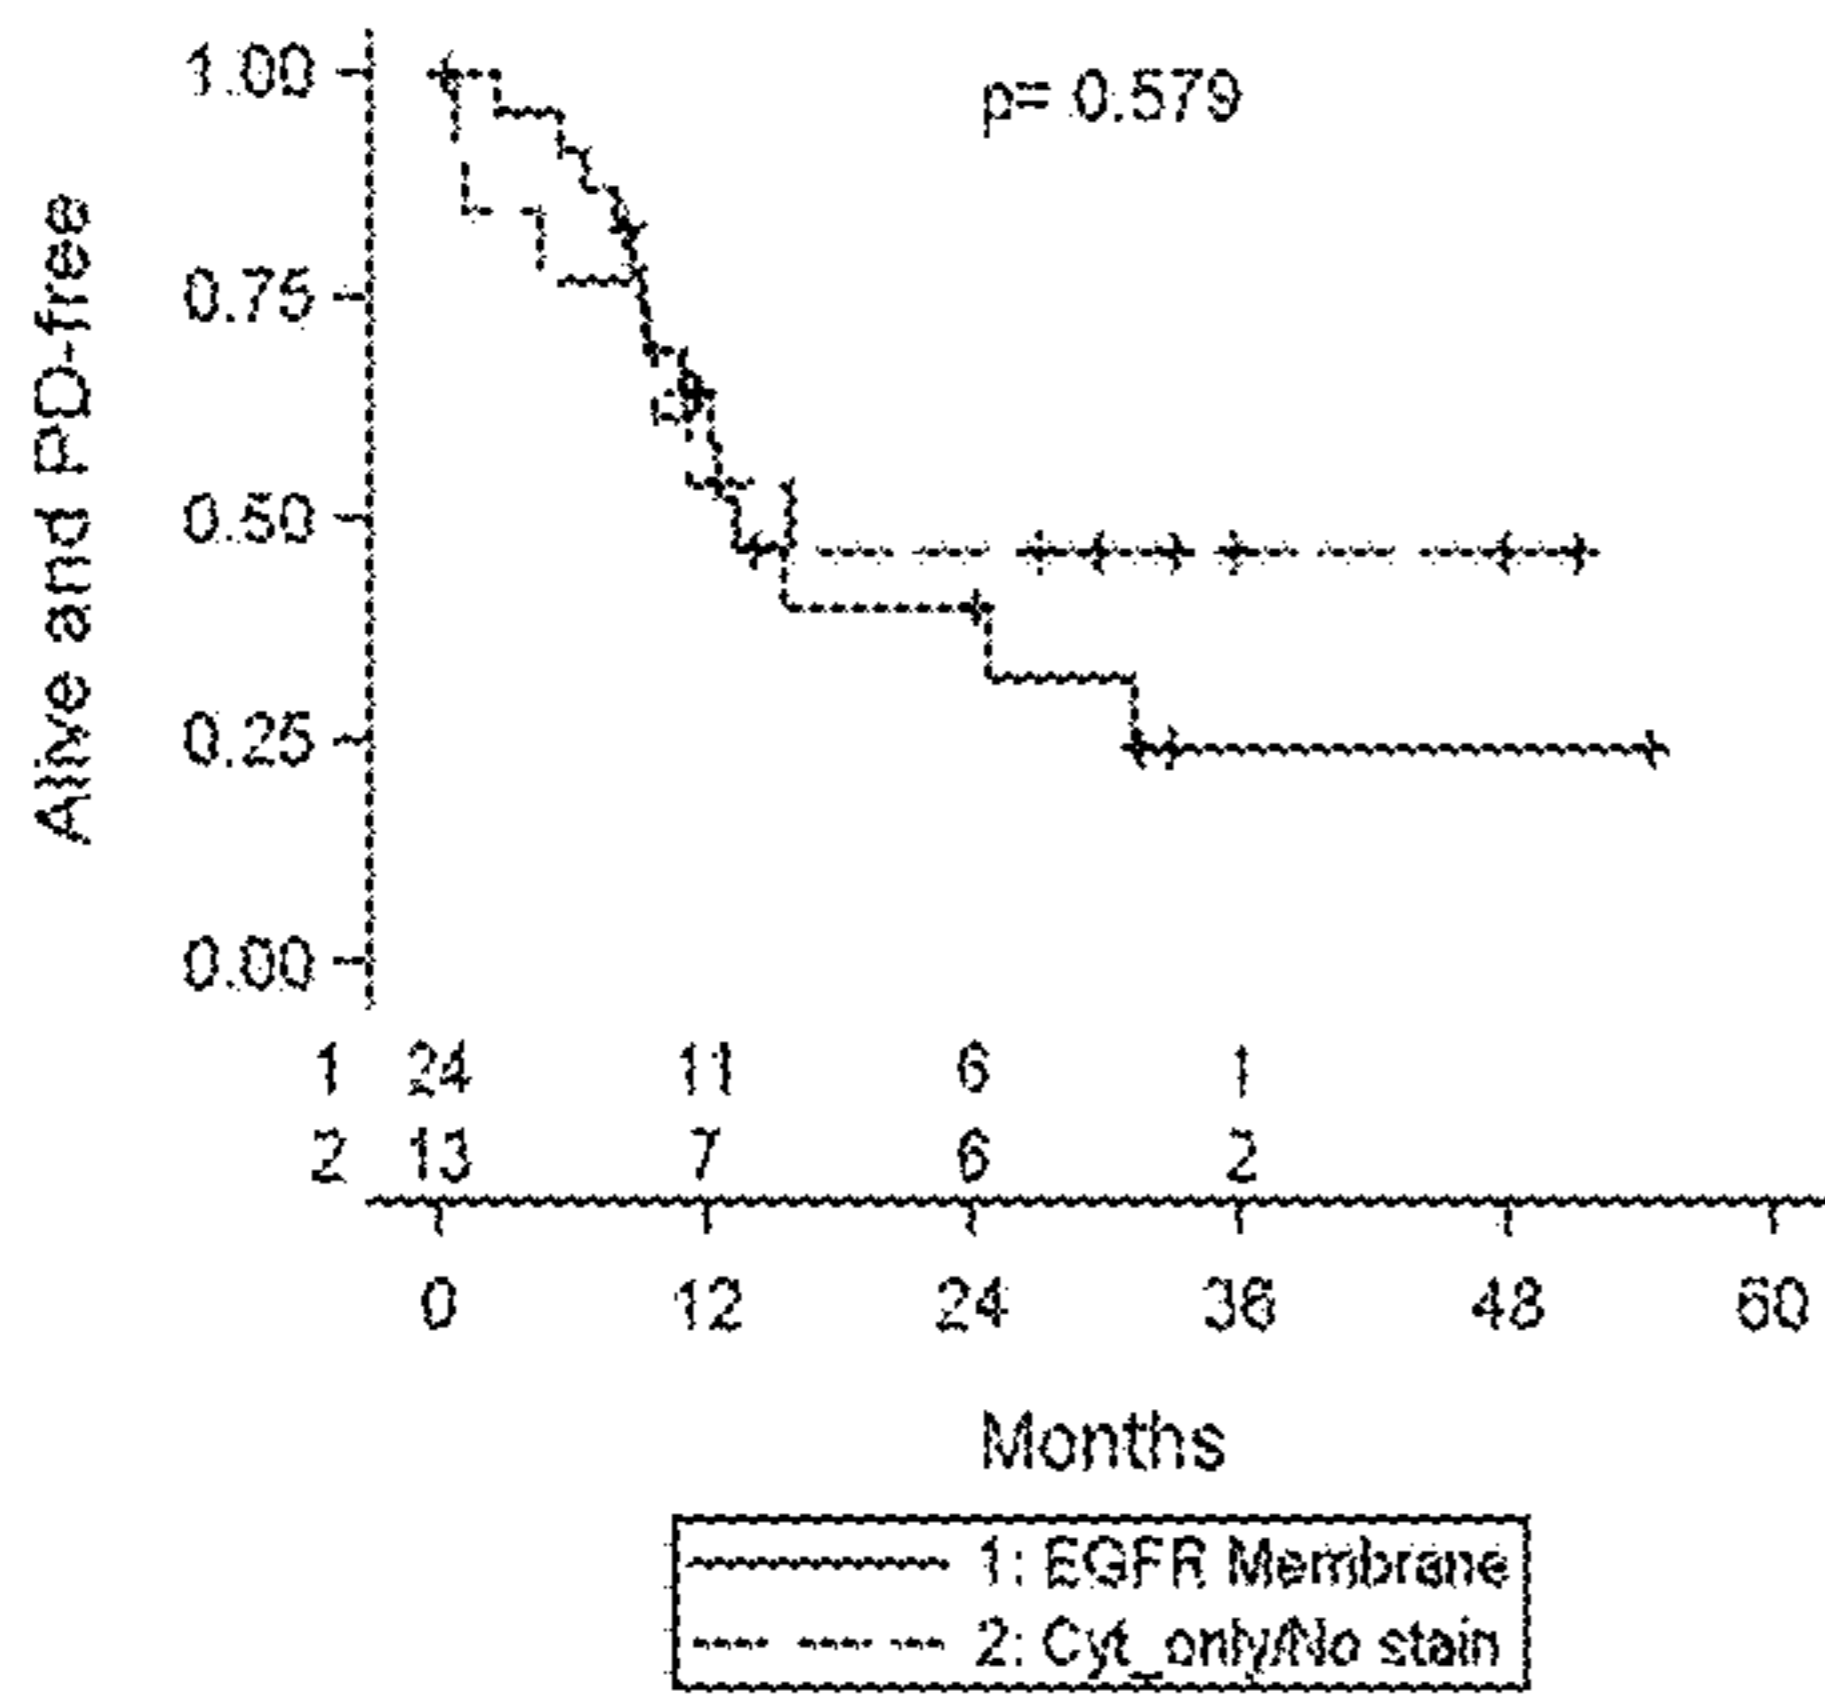 p= 0.579
Alive and PD-free
1.00
0.75
0.50
0.25
0.00
1 24 11 6 1
2 13 7 6 2
0 12 24 36 48 60
Months
1: EGFR Membrane
2: Cyt_only/No stain